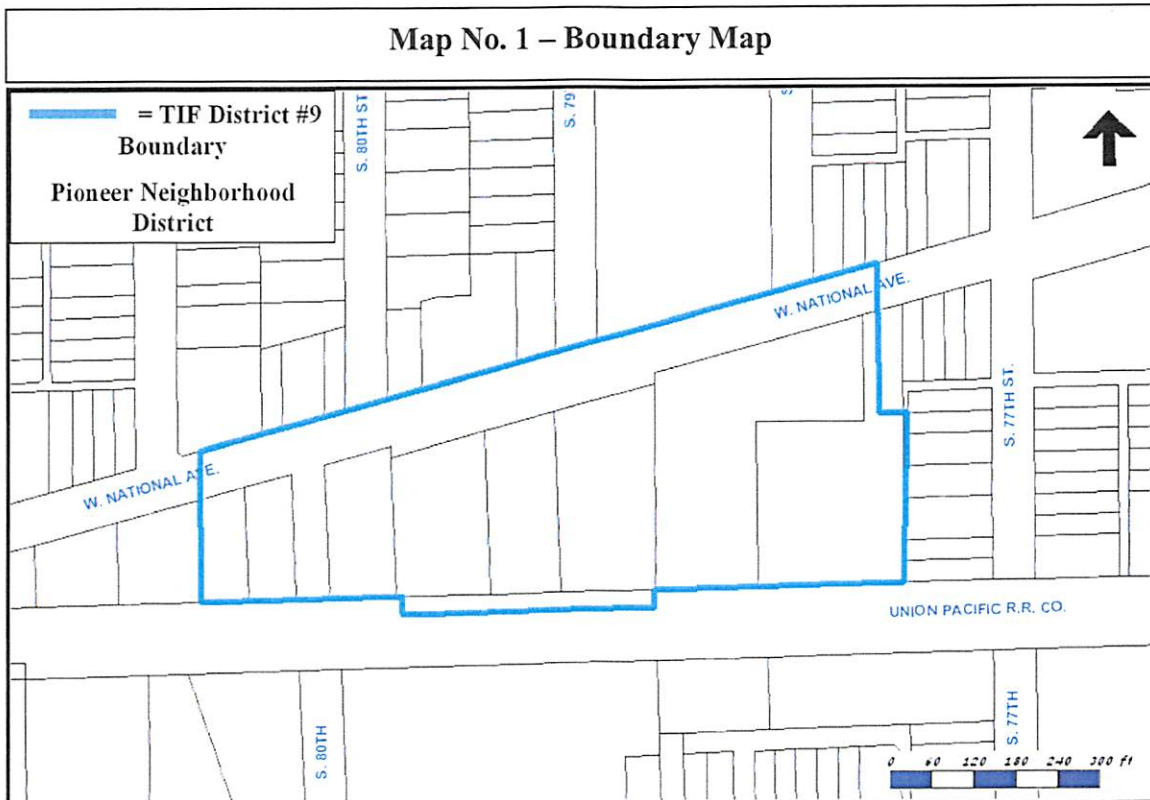 Map No. 1 – Boundary Map
= TIF District #9
Boundary
Pioneer Neighborhood
District
S. 80TH ST
S. 79
S
W. NATIONAL AVE.
W. NATIONAL AVE.
S. 77TH ST.
UNION PACIFIC R.R. CO.
S. 80TH
S. 77TH
0 60 120 180 240 300 ft